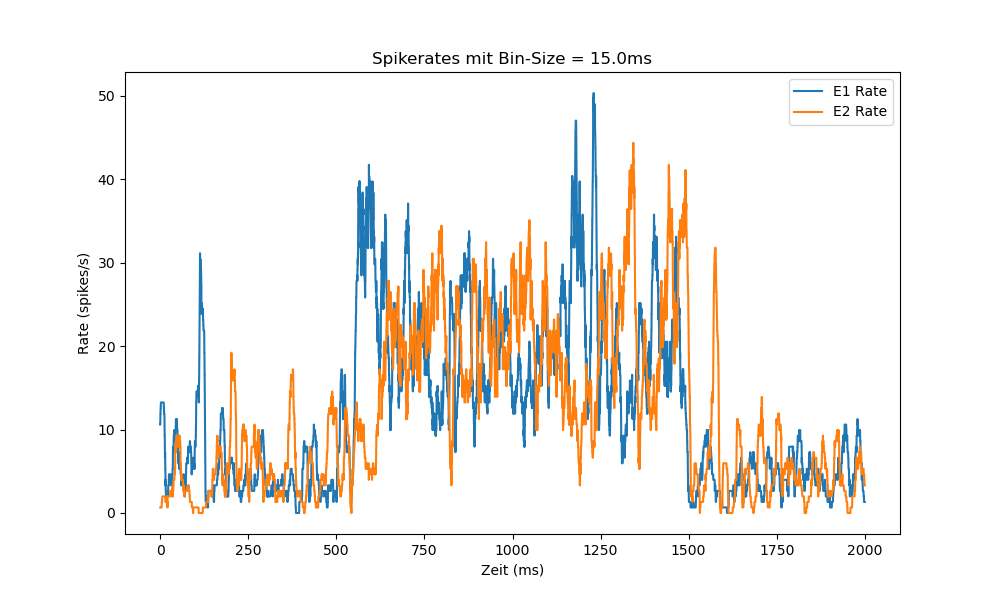 Spikerates mit Bin-Size = 15.0ms
E1 Rate
E2 Rate
50
40
30
20
10
0
Rate (spikes/s)
0 250 500 750 1000 1250 1500 1750 2000
Zeit (ms)